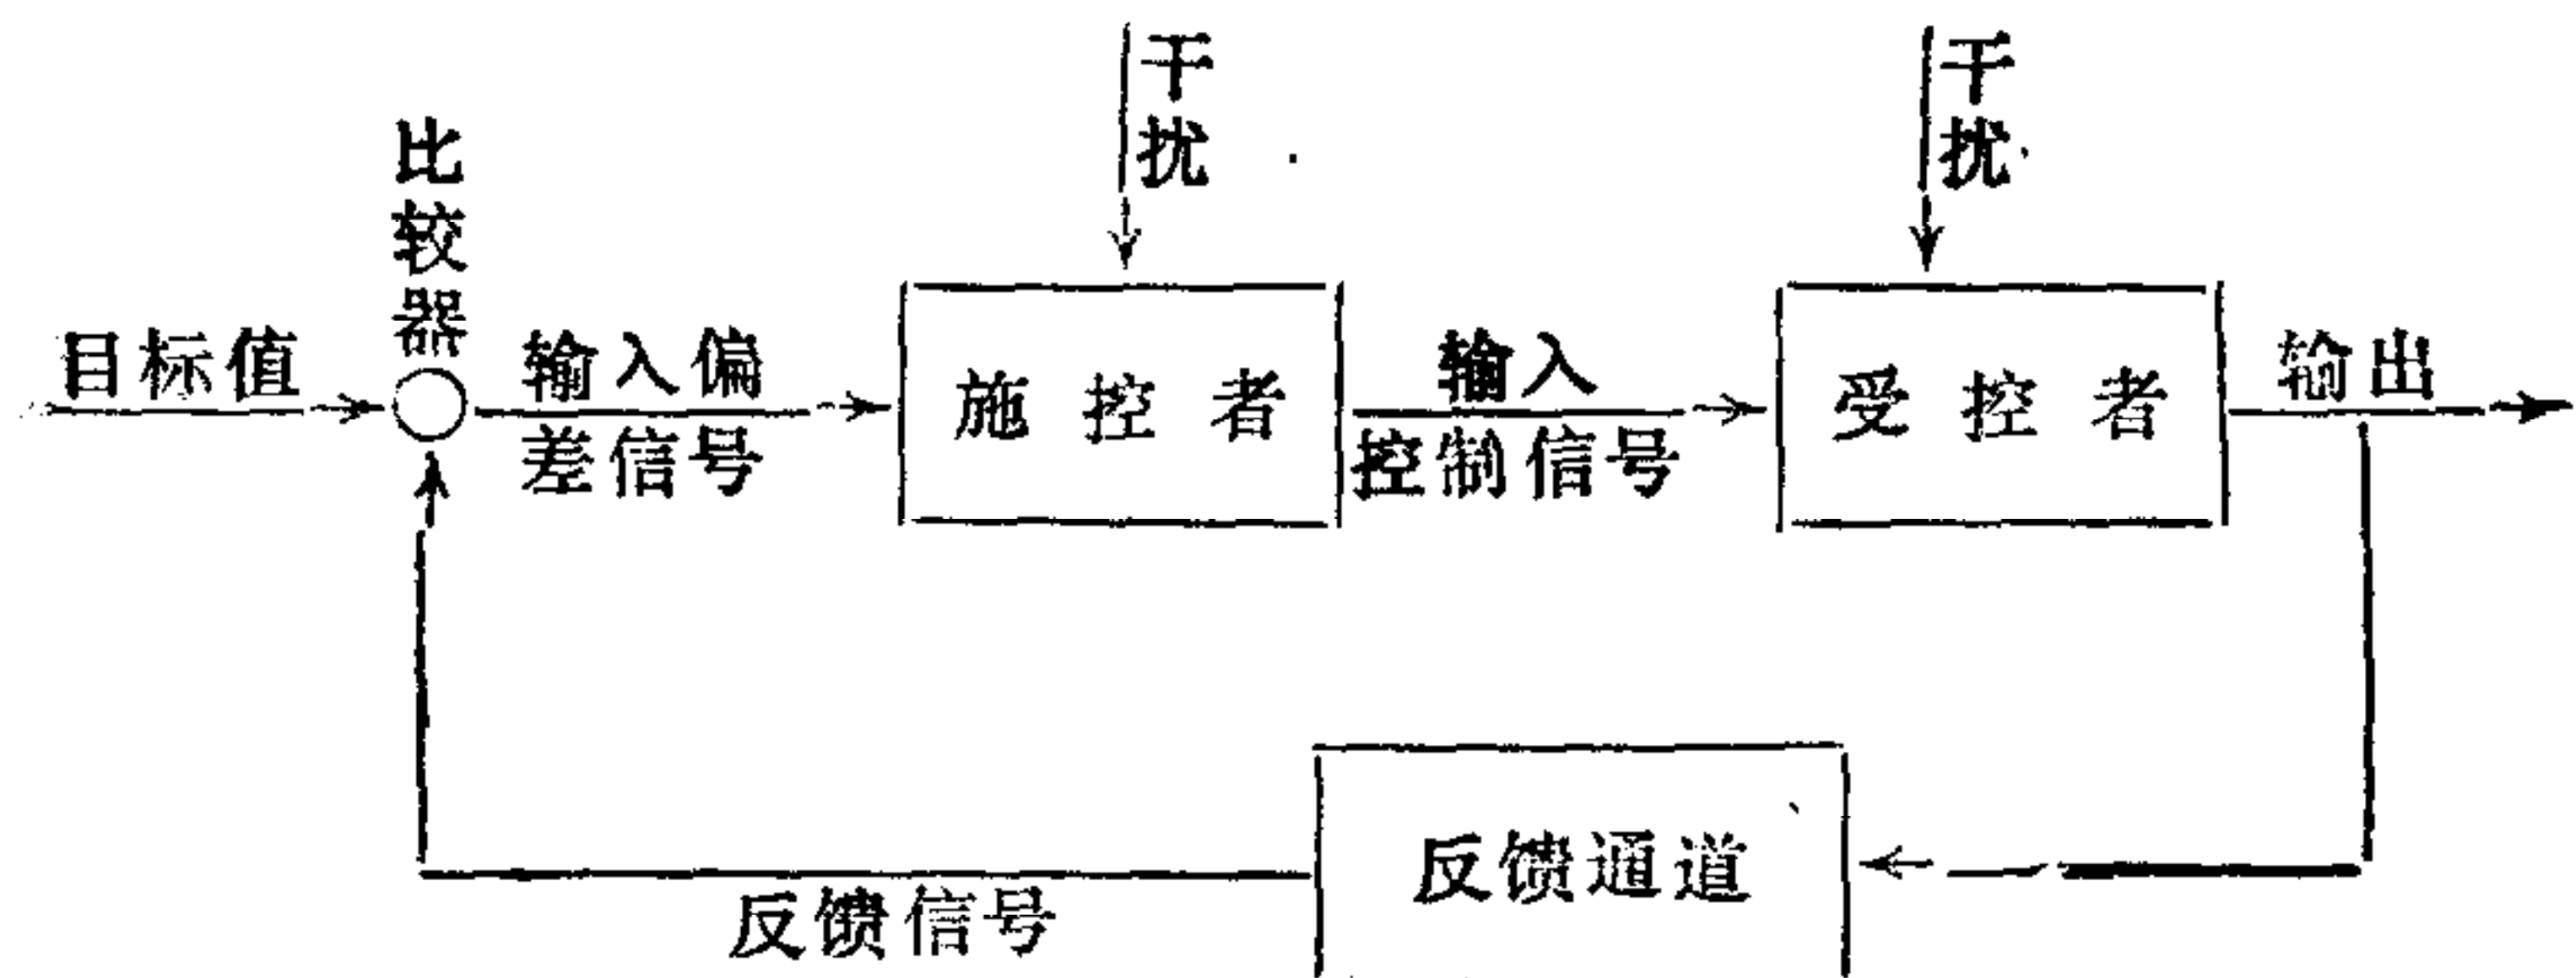 干扰
干扰
比较器
目标值
输入偏
差信号
施控者
输入
控制信号
受控者
输出
反馈通道
反馈信号